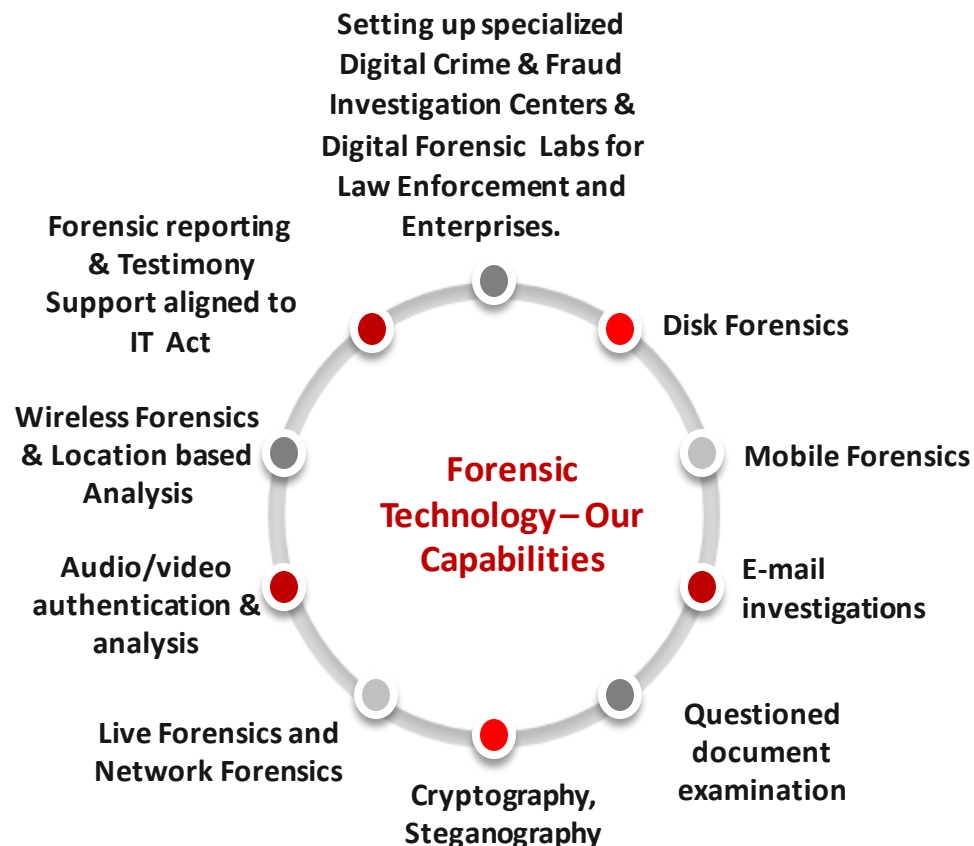 Setting up specialized
Digital Crime & Fraud
Investigation Centers &
Digital Forensic Labs for
Law Enforcement and
Enterprises.
Disk Forensics
Mobile Forensics
E-mail
investigations
Questioned
document
examination
Cryptography,
Steganography
Live Forensics and
Network Forensics
Audio/video
authentication &
analysis
Wireless Forensics
& Location based
Analysis
Forensic reporting
& Testimony
Support aligned to
IT Act
Forensic
Technology – Our
Capabilities